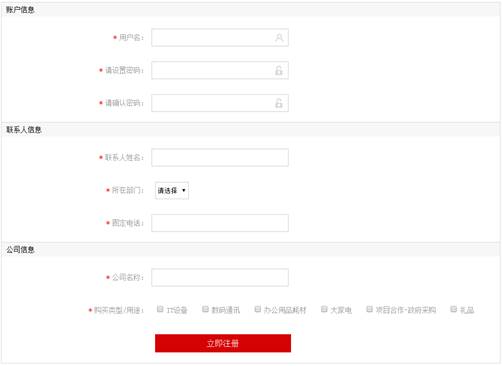 账户信息
* 用户名：
* 请设置密码：
* 请确认密码：
联系人信息
* 联系人姓名：
* 所在部门： 请选择
* 固定电话：
公司信息
* 公司名称：
* 购买类型/用途： IT设备 数码通讯 办公用品耗材 大家电 项目合作-政府采购 礼品
立即注册